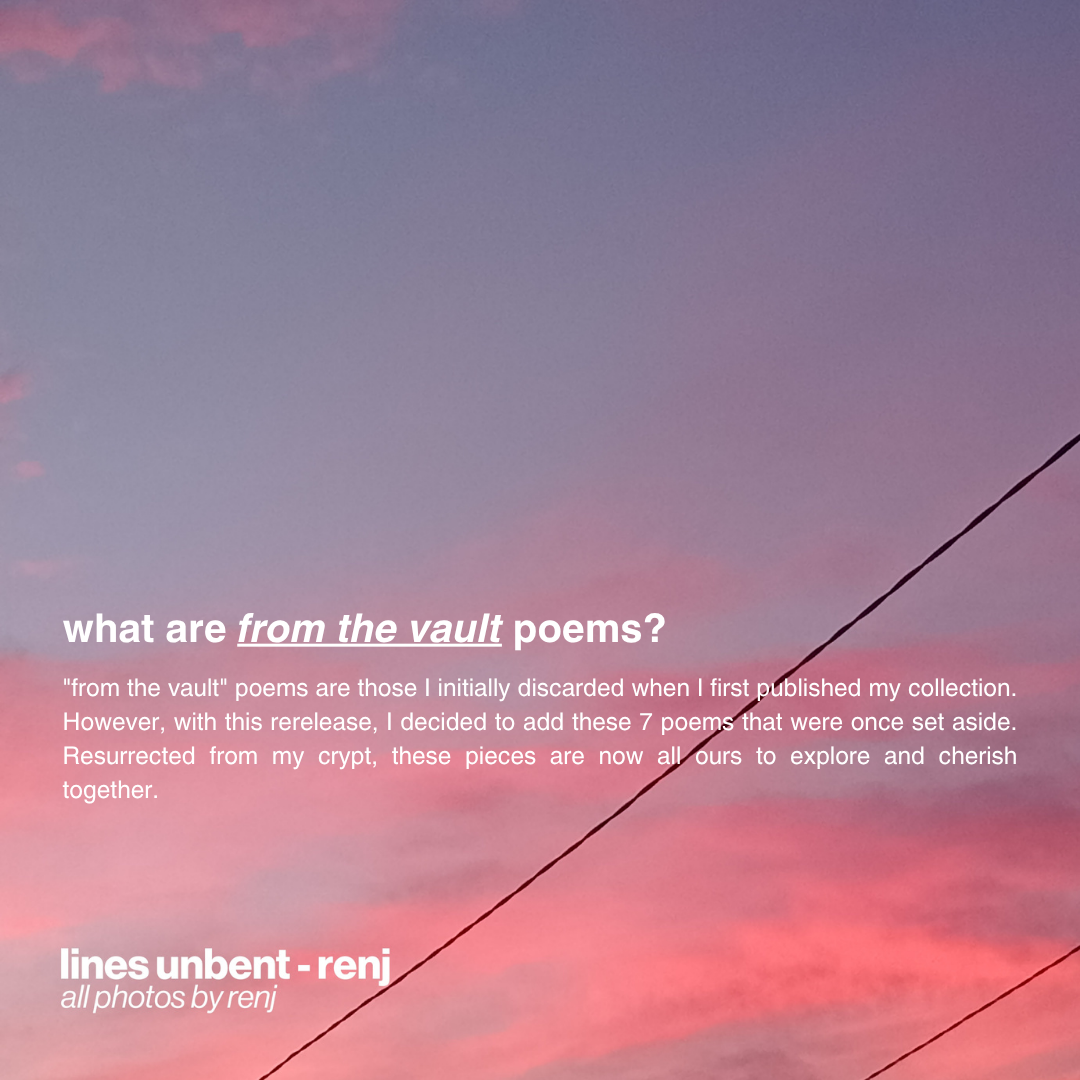 what are from the vault poems?
"from the vault" poems are those I initially discarded when I first published my collection.
However, with this rerelease, I decided to add these 7 poems that were once set aside.
Resurrected from my crypt, these pieces are now all ours to explore and cherish
together.
lines unbent - renj
all photos by renj